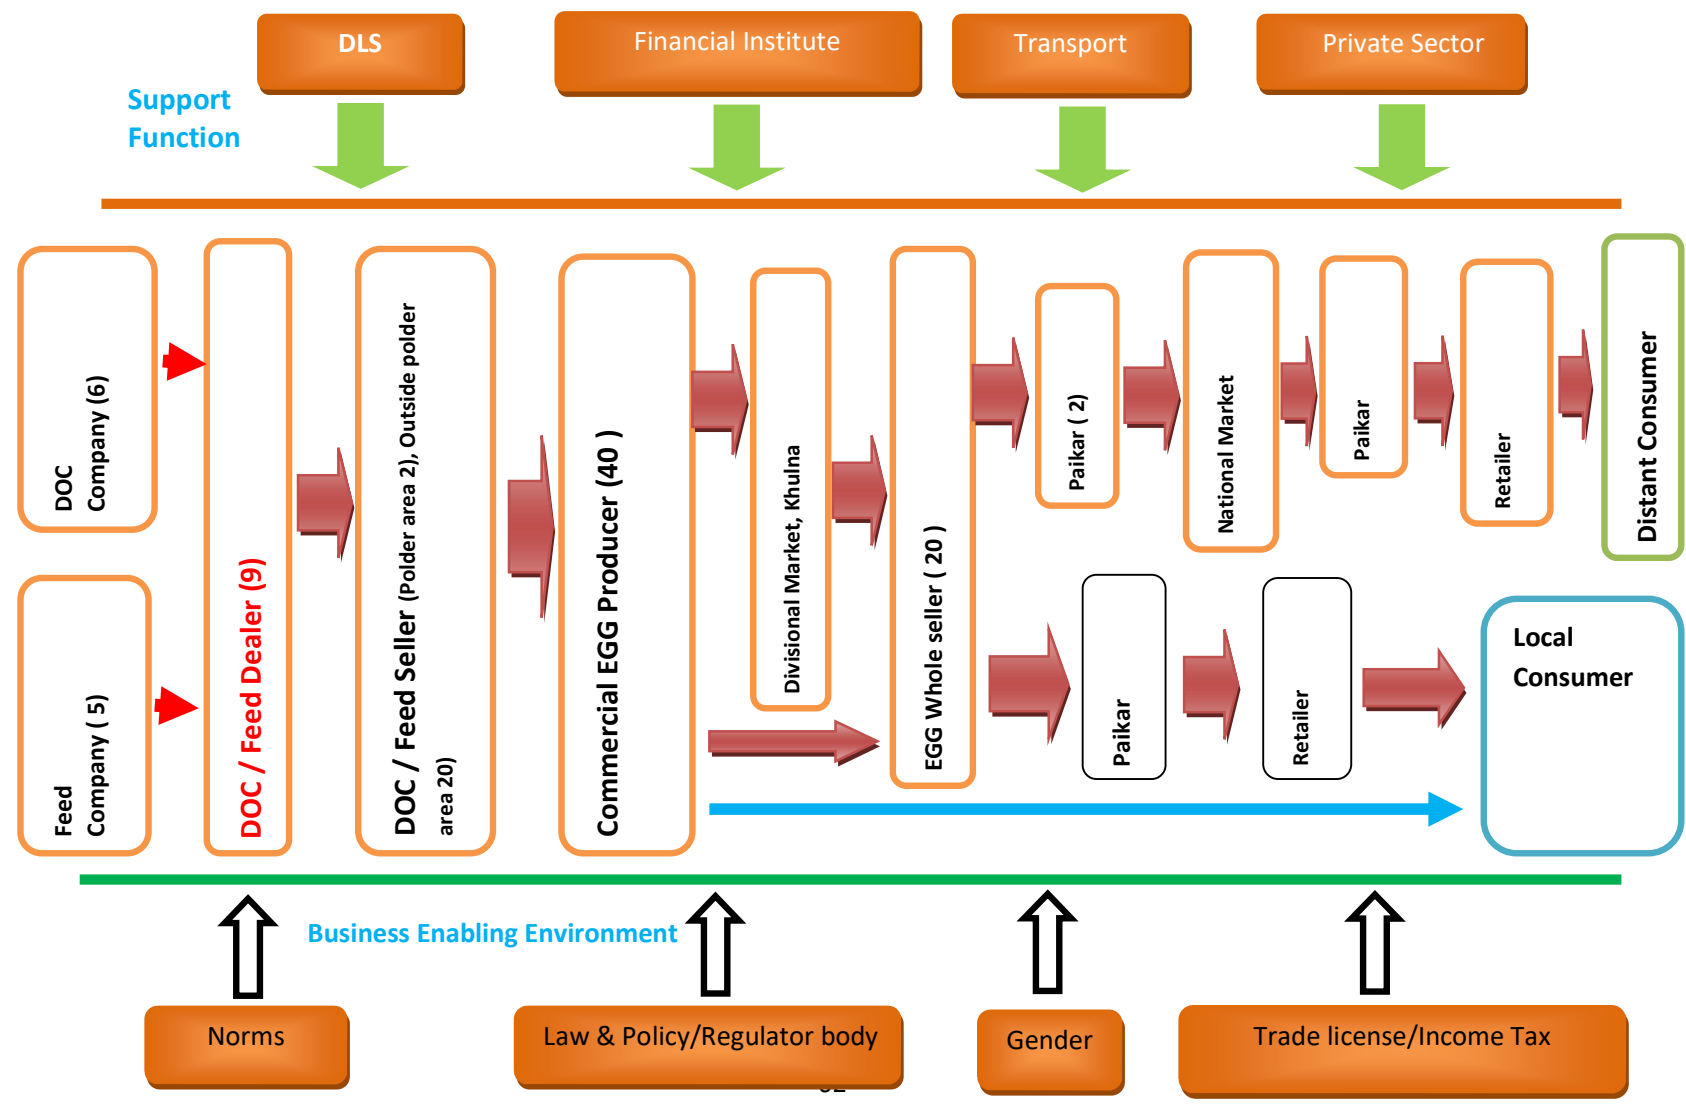 DLS
Financial Institute
Transport
Private Sector
Support
Function
DOC
Company (6)
Feed
Company ( 5)
DOC / Feed Dealer (9)
DOC / Feed Seller (Polder area 2), Outside polder
area 20)
Commercial EGG Producer (40 )
Divisional Market, Khulna
EGG Whole seller ( 20 )
Paikar ( 2)
National Market
Paikar
Retailer
Distant Consumer
Paikar
Retailer
Local
Consumer
Business Enabling Environment
Norms
Law & Policy/Regulator body
Gender
Trade license/Income Tax